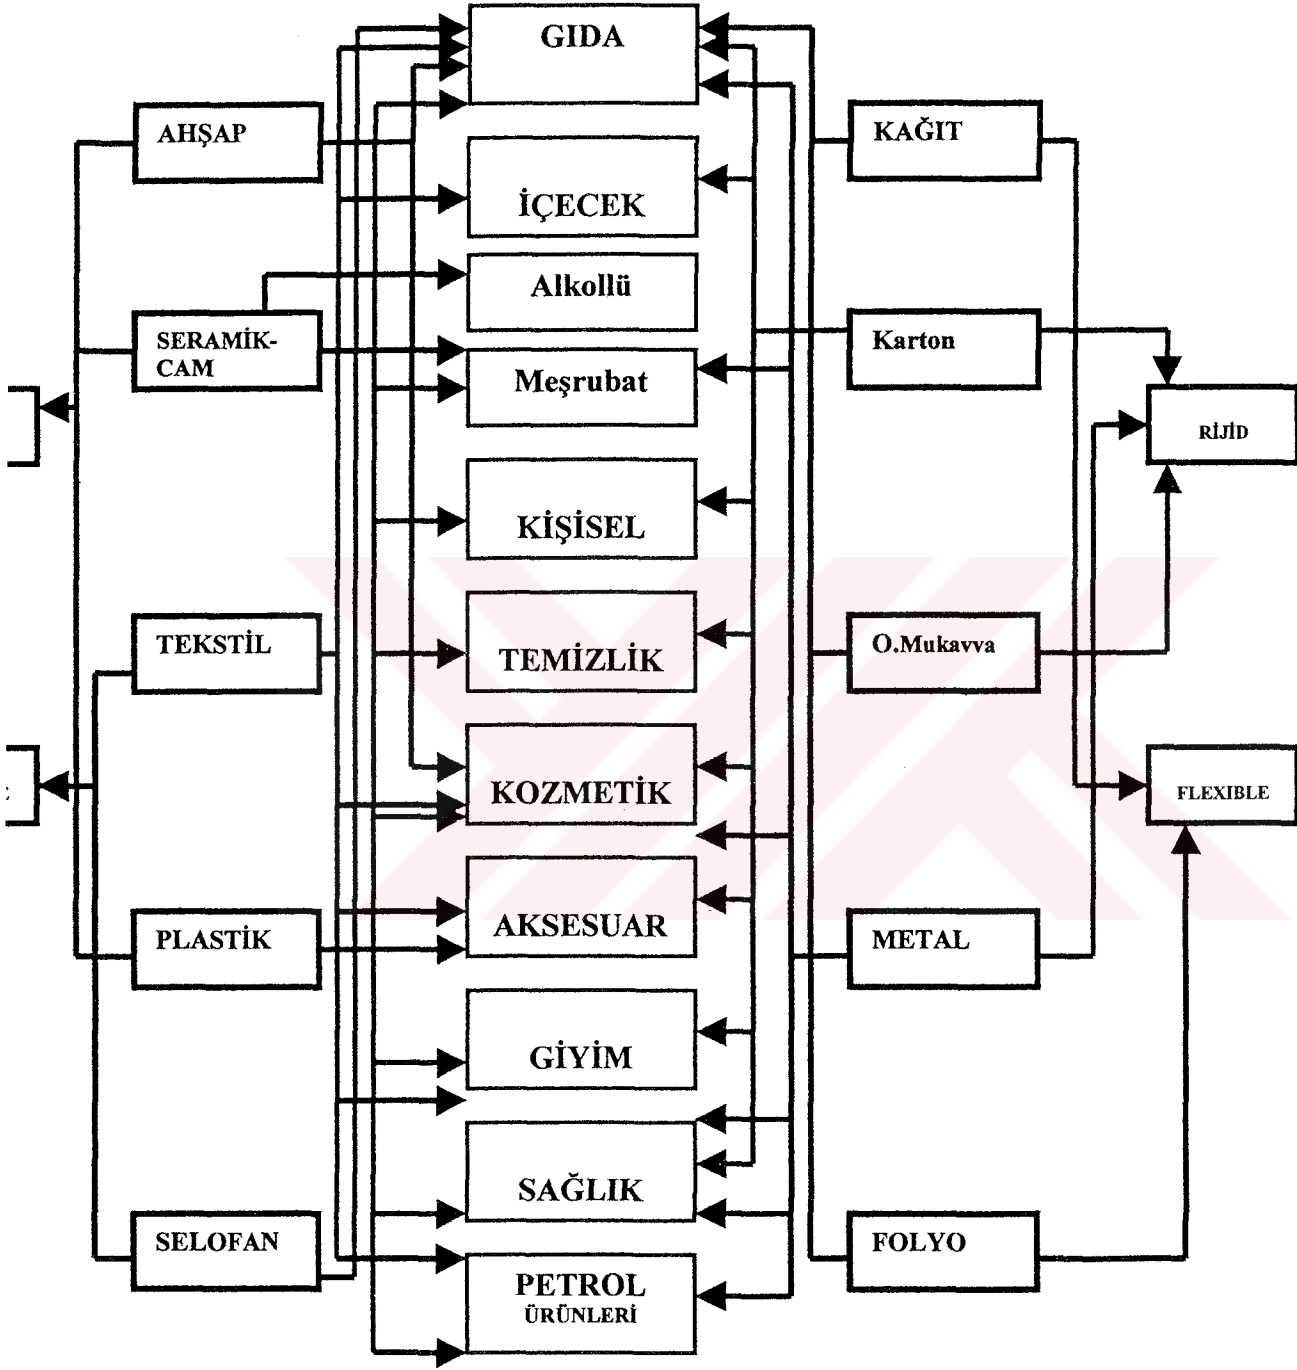 GIDA
AHŞAP
KAĞIT
İÇECEK
Alkollü
SERAMİK-
CAM
Karton
Meşrubat
RİJİD
KİŞİSEL
TEKSTİL
O.Mukavva
TEMİZLİK
KOZMETİK
FLEXIBLE
AKSESUAR
PLASTİK
METAL
GİYİM
SAĞLIK
SELOFAN
FOLYO
PETROL
ÜRÜNLERİ